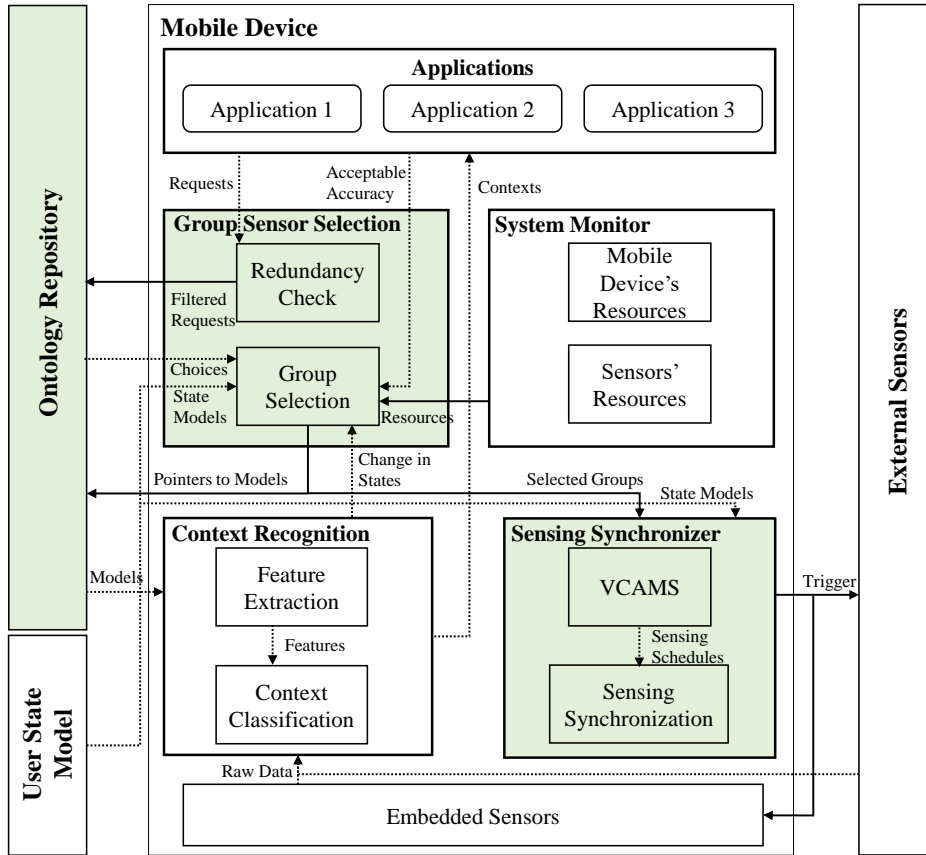 Mobile Device
Applications
Application 1
Application 2
Application 3
Requests
Acceptable
Accuracy
Contexts
Group Sensor Selection
System Monitor
Redundancy
Check
Mobile
Device's
Resources
Filtered
Requests
Choices
State
Models
Group
Selection
Resources
Sensors'
Resources
Change in
States
Pointers to Models
Selected Groups
State Models
Context Recognition
Sensing Synchronizer
Models
Feature
Extraction
VCAMS
Trigger
Features
Sensing
Schedules
Context
Classification
Sensing
Synchronization
Raw Data
Embedded Sensors
Ontology Repository
User State
Model
External Sensors